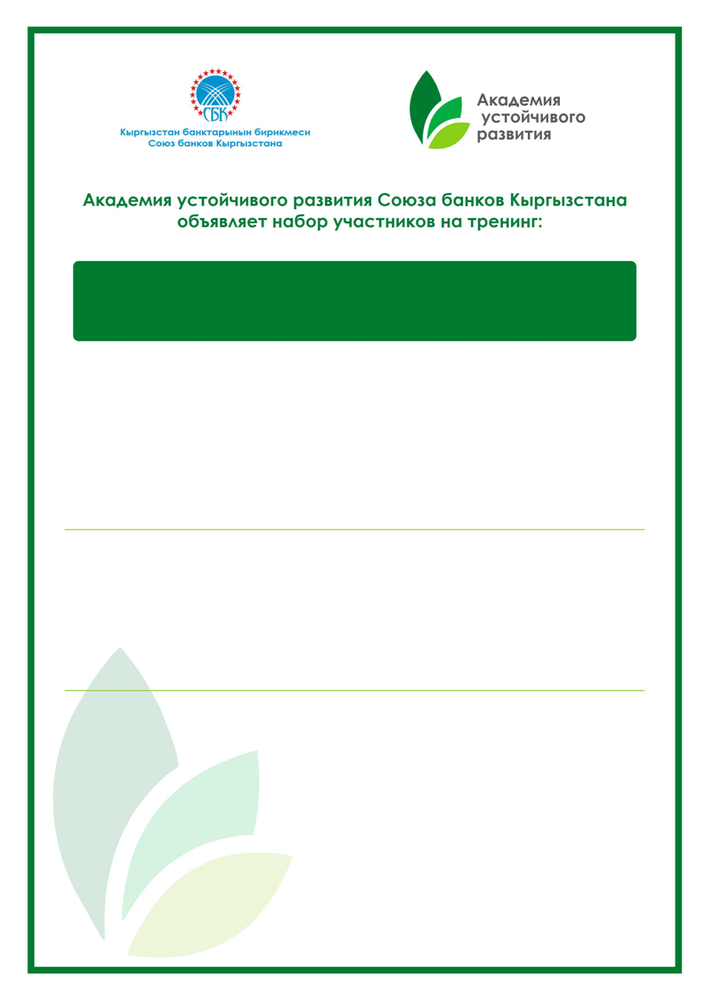 СБК
Кыргызстан банктарынын бирикмеси
Союз банков Кыргызстана
Академия
устойчивого
развития
Академия устойчивого развития Союза банков Кыргызстана
объявляет набор участников на тренинг: